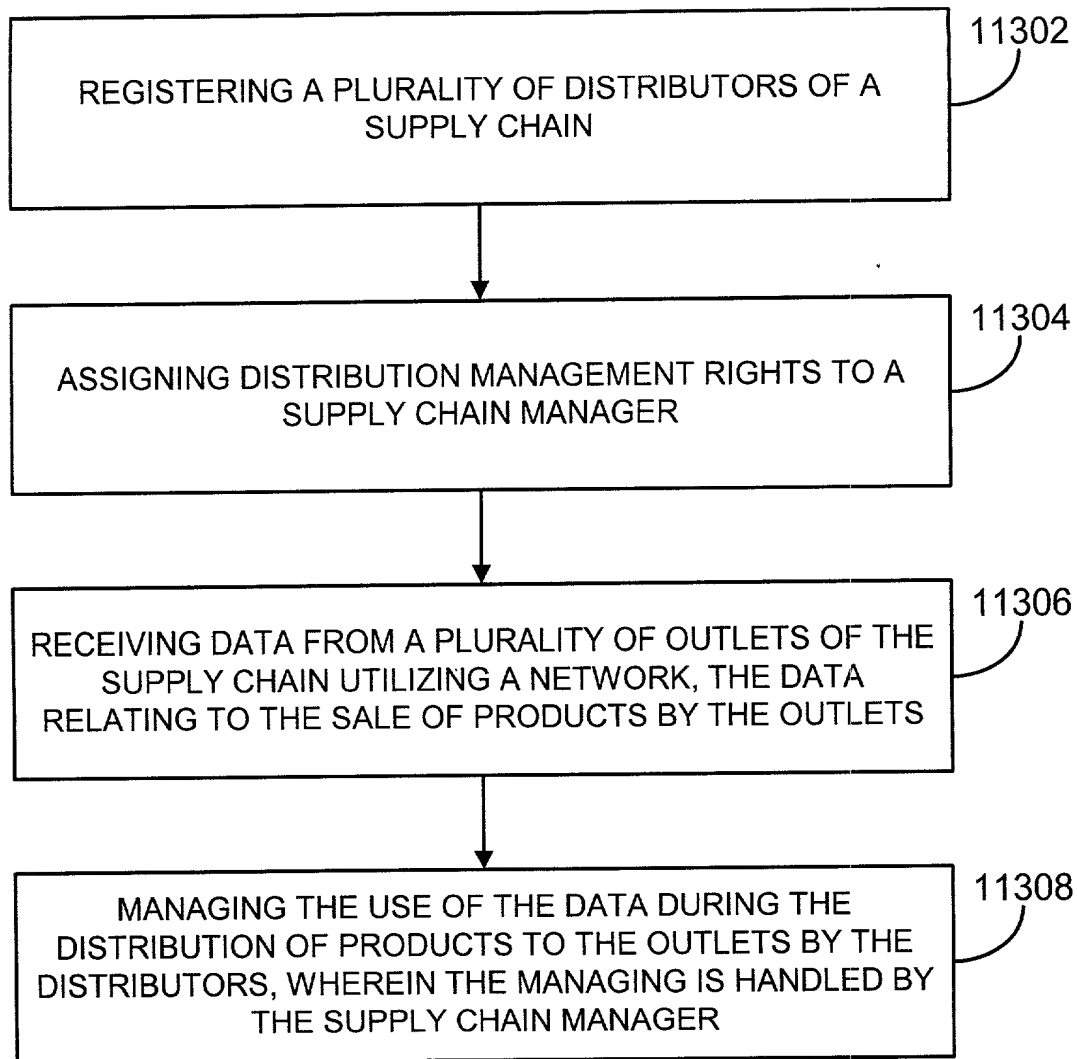 11302
REGISTERING A PLURALITY OF DISTRIBUTORS OF A
SUPPLY CHAIN
11304
ASSIGNING DISTRIBUTION MANAGEMENT RIGHTS TO A
SUPPLY CHAIN MANAGER
11306
RECEIVING DATA FROM A PLURALITY OF OUTLETS OF THE
SUPPLY CHAIN UTILIZING A NETWORK, THE DATA
RELATING TO THE SALE OF PRODUCTS BY THE OUTLETS
11308
MANAGING THE USE OF THE DATA DURING THE
DISTRIBUTION OF PRODUCTS TO THE OUTLETS BY THE
DISTRIBUTORS, WHEREIN THE MANAGING IS HANDLED BY
THE SUPPLY CHAIN MANAGER